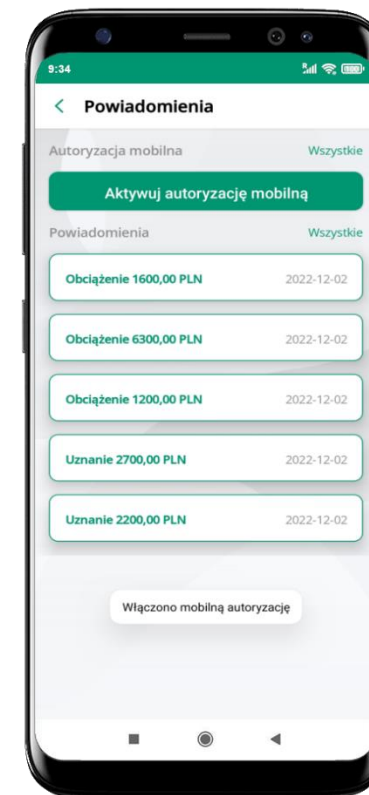 9:34
Powiadomienia
Autoryzacja mobilna Wszystkie
Aktywuj autoryzację mobilną
Powiadomienia Wszystkie
Obciążenie 1600,00 PLN 2022-12-02
Obciążenie 6300,00 PLN 2022-12-02
Obciążenie 1200,00 PLN 2022-12-02
Uznanie 2700,00 PLN 2022-12-02
Uznanie 2200,00 PLN 2022-12-02
Włączono mobilną autoryzację